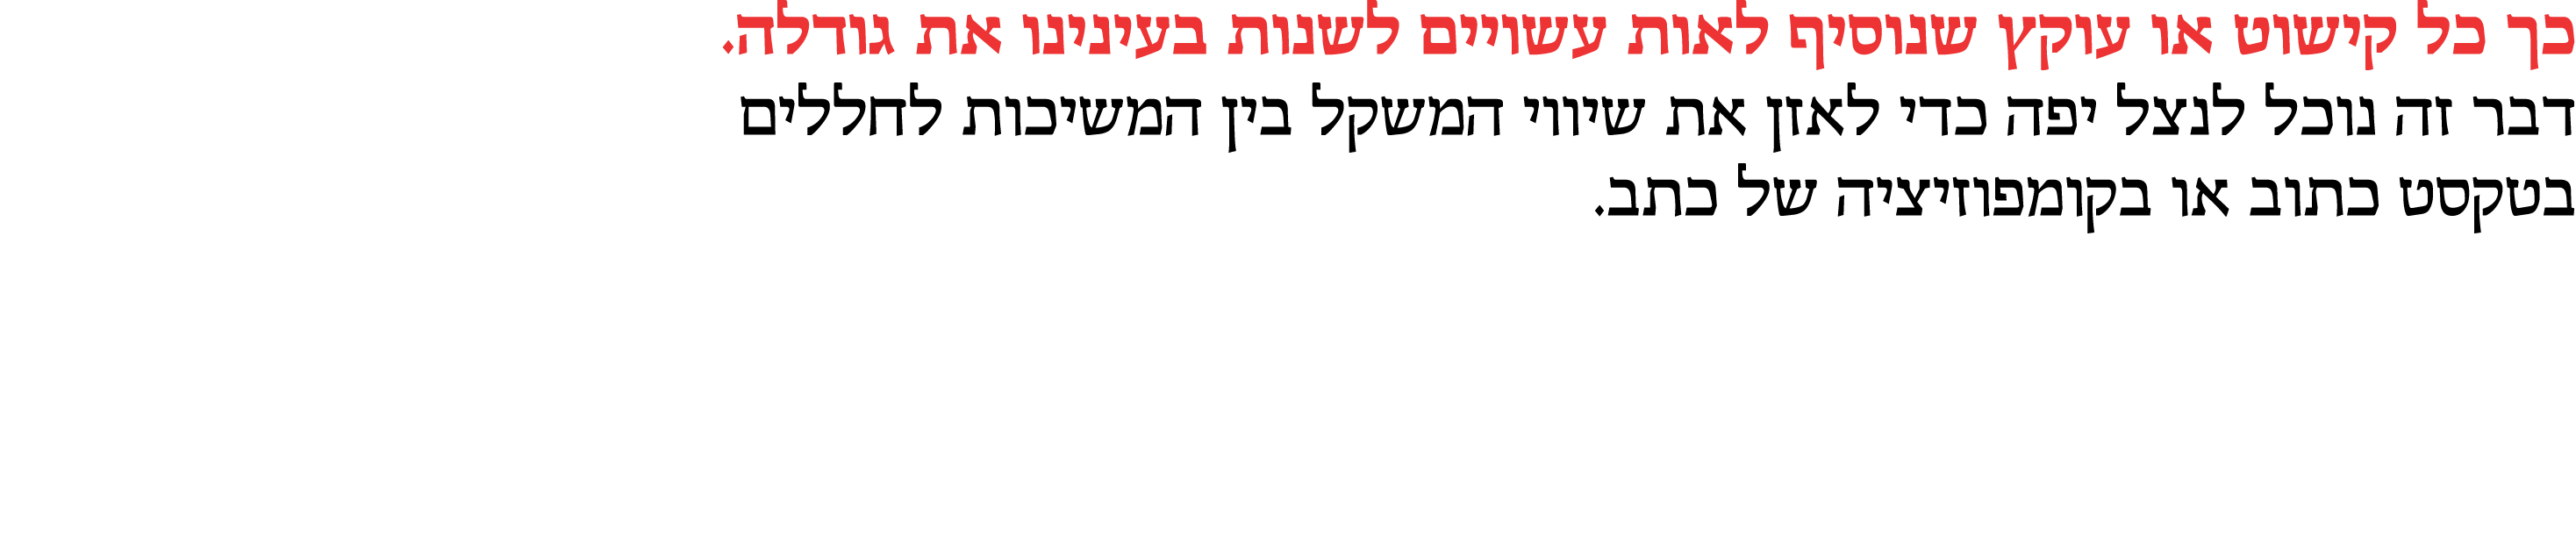 כך כל קישוט או עוקץ שנוסיף לאות עשויים לשנות בעינינו את גודלה.
דבר זה נוכל לנצל יפה כדי לאזן את שיווי המשקל בין המשיכות לחללים
בטקסט כתוב או בקומפוזיציה של כתב.